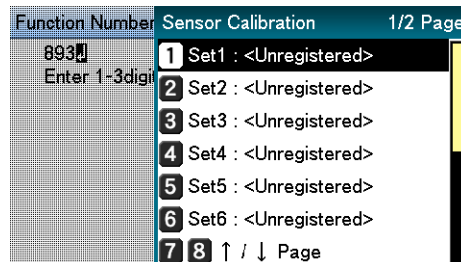 Function Number
893
Enter 1-3digi
Sensor Calibration 1/2 Page
1 Set1 : <Unregistered>
2 Set2 : <Unregistered>
3 Set3 : <Unregistered>
4 Set4 : <Unregistered>
5 Set5 : <Unregistered>
6 Set6 : <Unregistered>
7 8 ↑ / ↓ Page